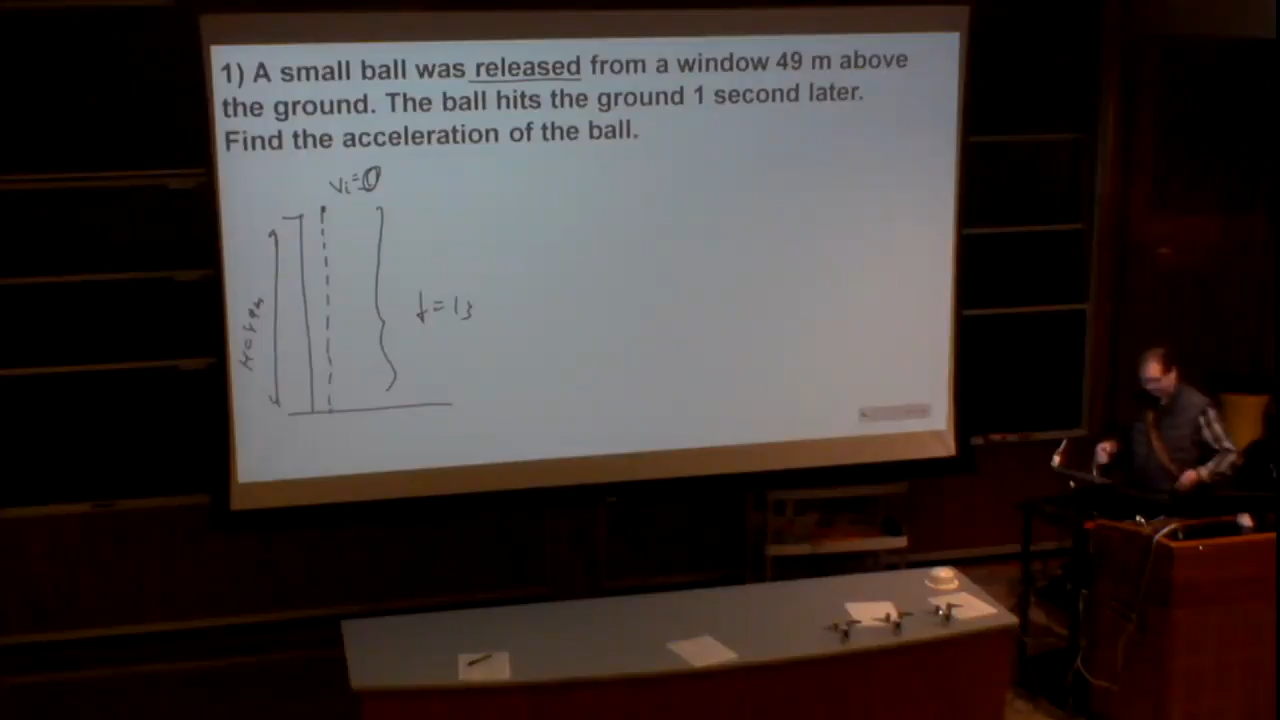 1) A small ball was released from a window 49 m above
the ground. The ball hits the ground 1 second later.
Find the acceleration of the ball.
Vi=0
t=1s